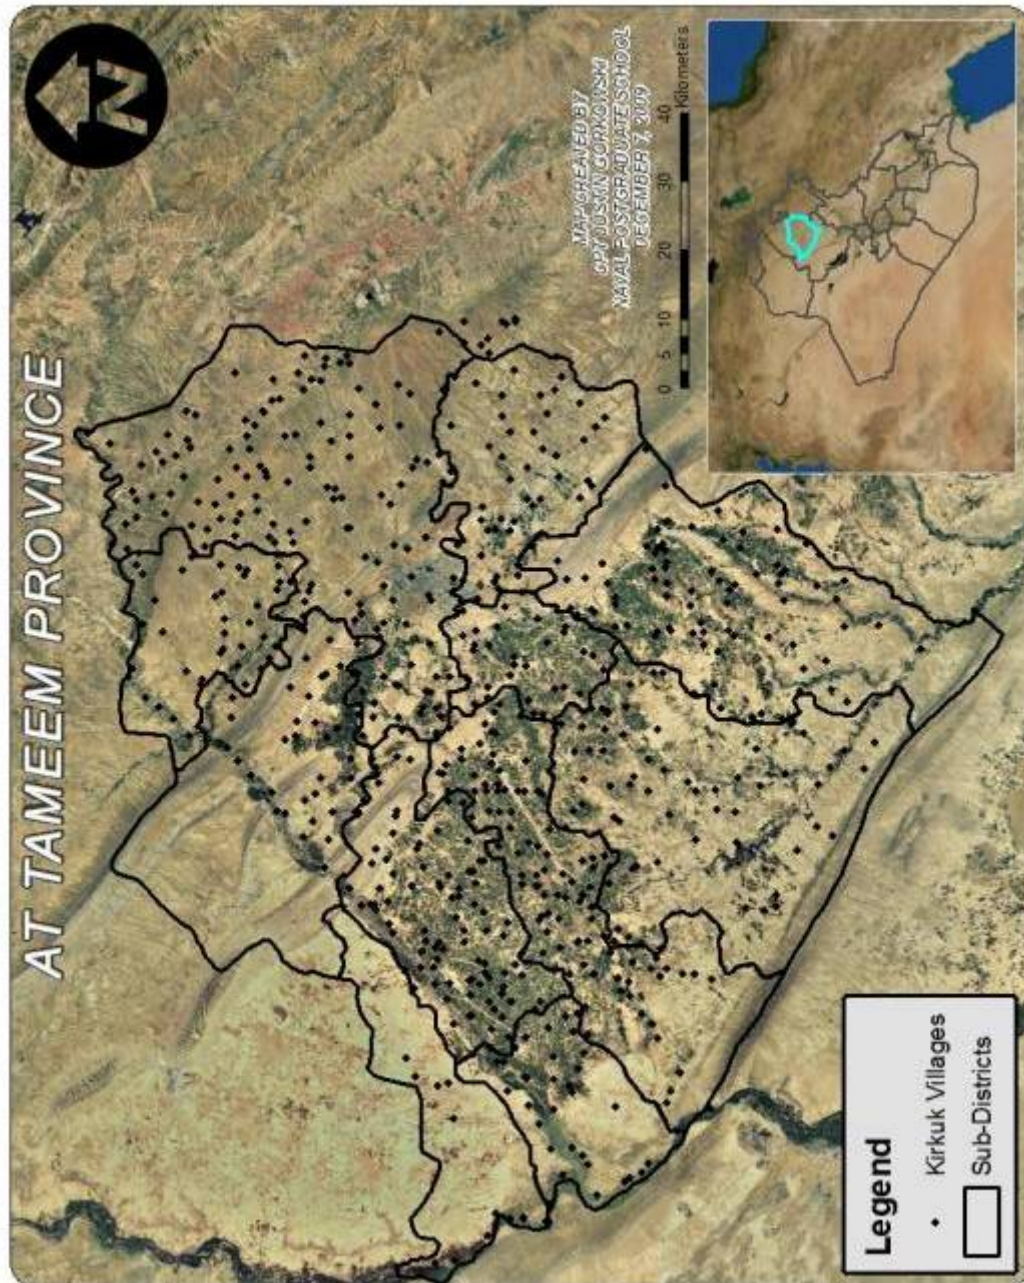 AT TAMEEM PROVINCE
N
MAP CREATED BY
CPT JUSTIN GORKOWSKI
NAVAL POSTGRADUATE SCHOOL
DECEMBER 7, 2009
0 5 10 20 30 40
Kilometers
Legend
Kirkuk Villages
Sub-Districts